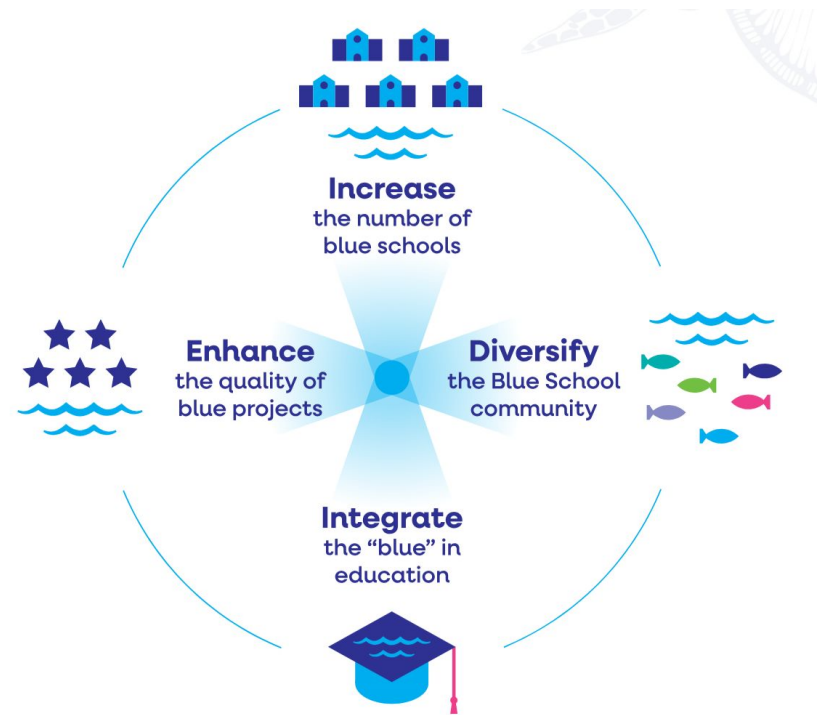 Increase
the number of
blue schools
Enhance
the quality of
blue projects
Diversify
the Blue School
community
Integrate
the “blue” in
education